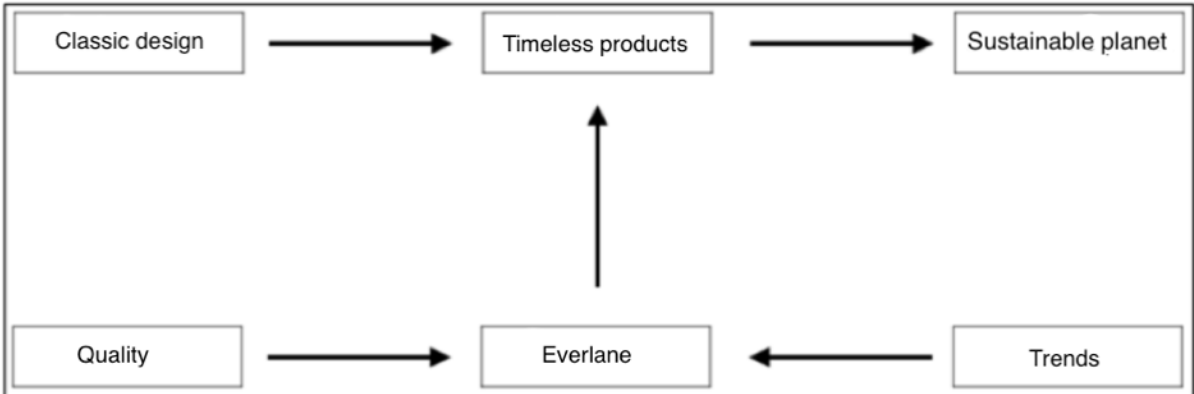 Classic design
Timeless products
Sustainable planet
Quality
Everlane
Trends